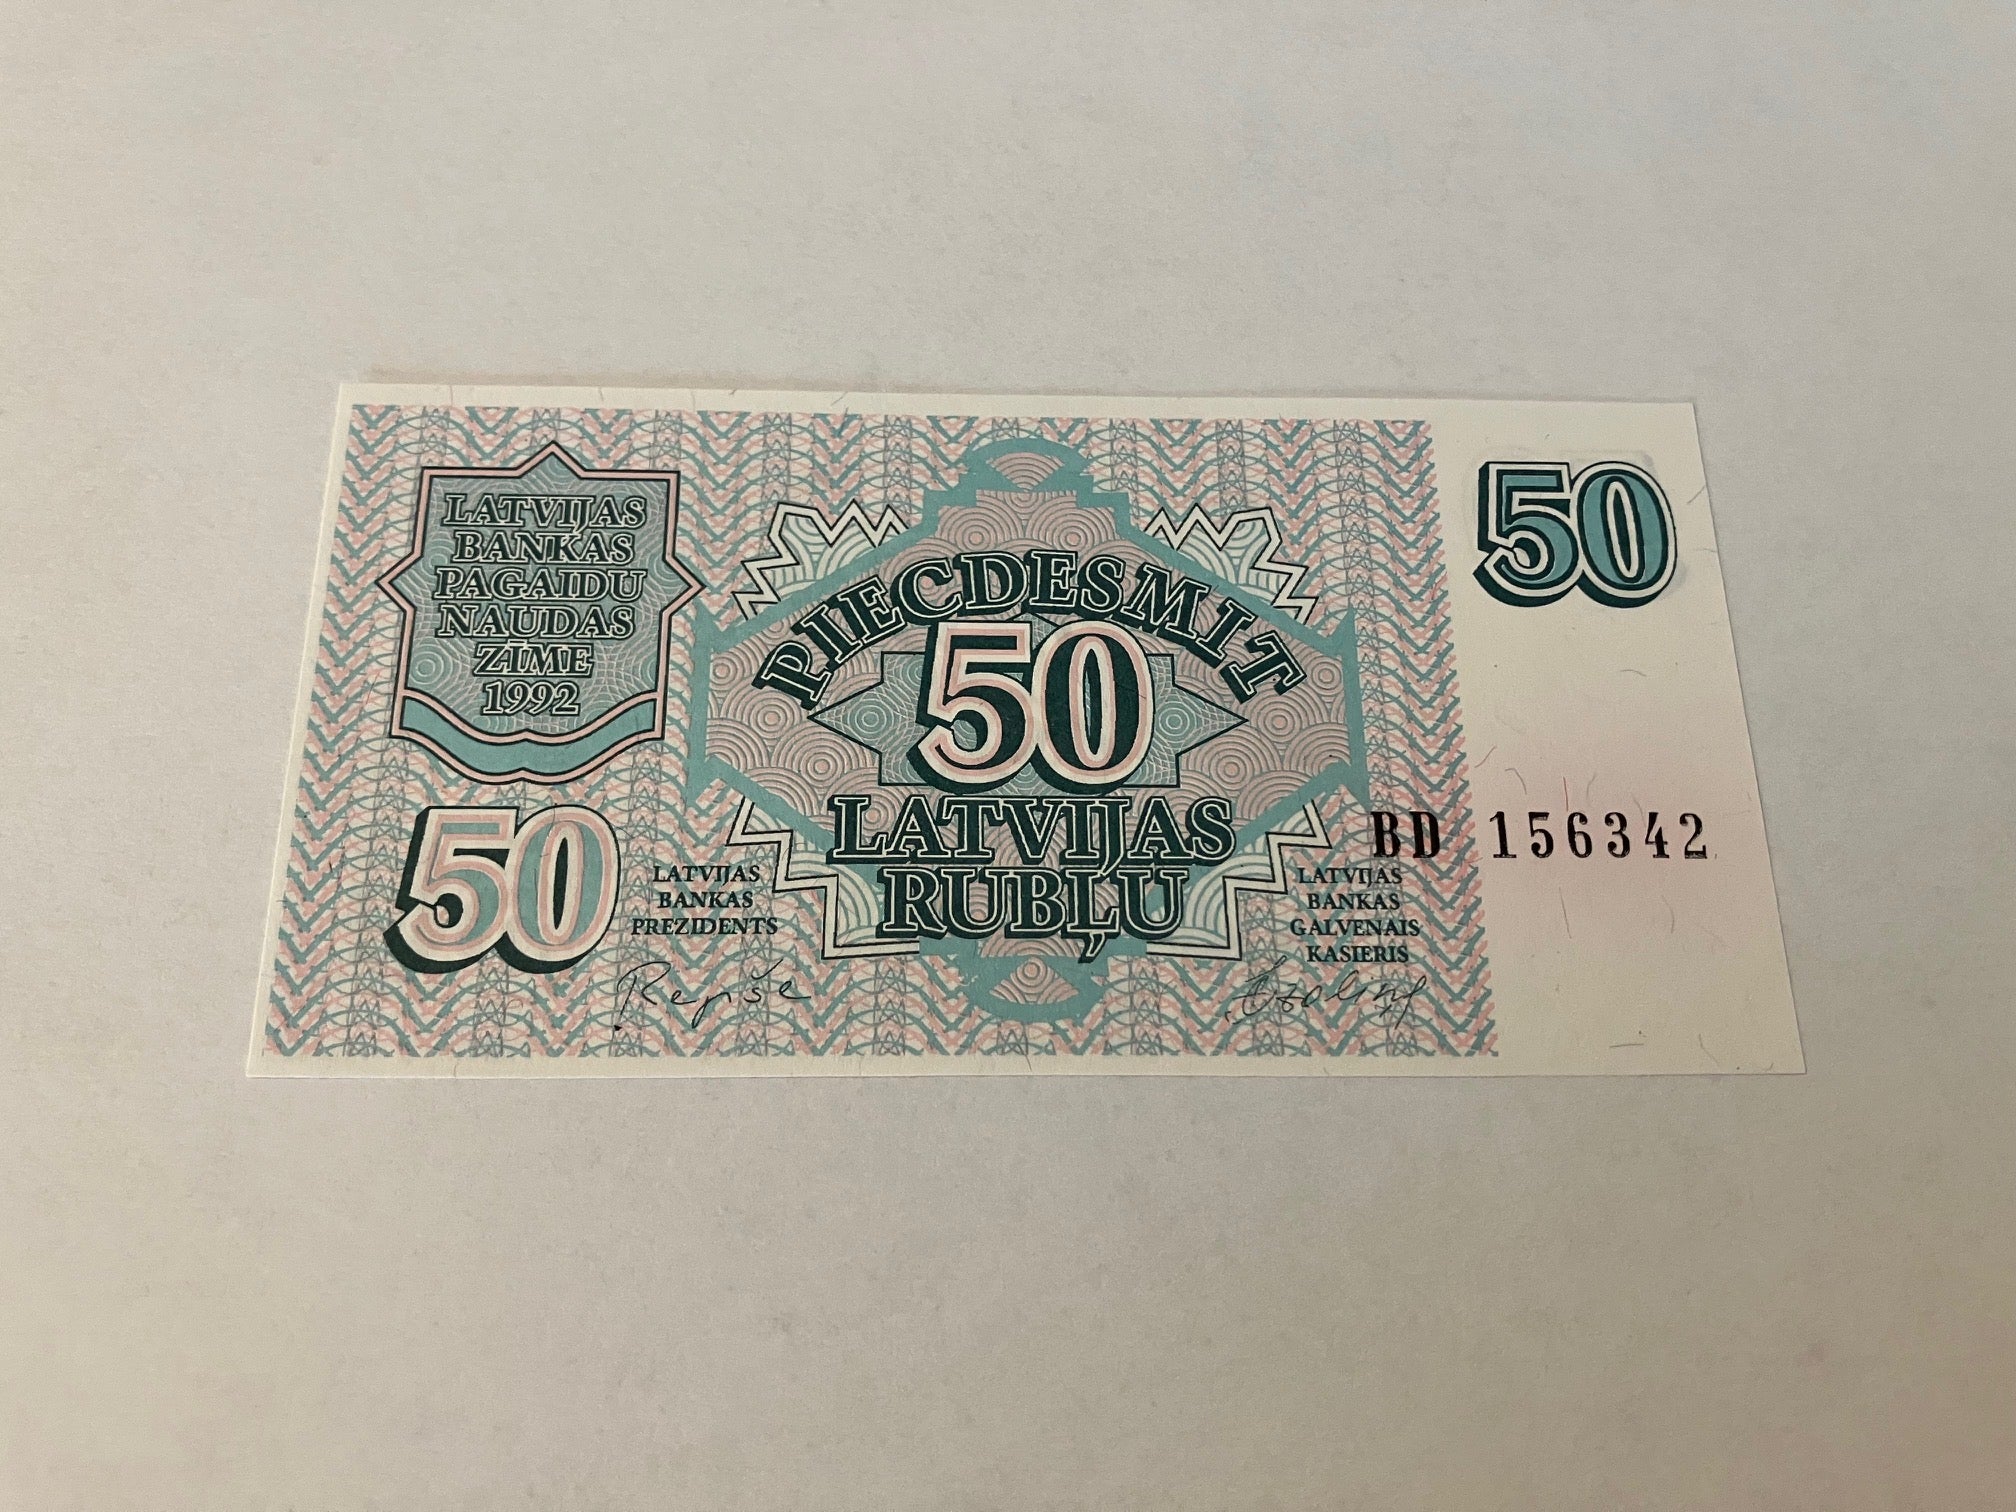 LATVIJAS
BANKAS
PAGAIDU
NAUDAS
ZĪME
1992
50
PIECDESMIT
50
LATVIJAS
RUBĻU
50
LATVIJAS
BANKAS
PREZIDENTS
Repše
BD 156342
LATVIJAS
BANKAS
GALVENAIS
KASIERIS